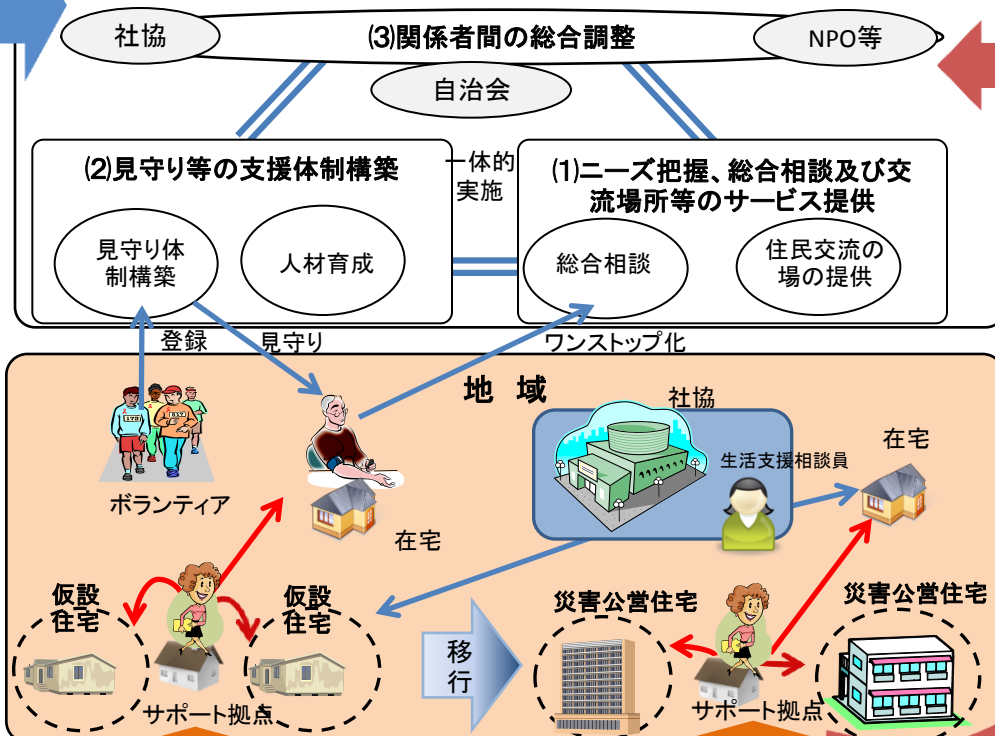 社協
⑶関係者間の総合調整
NPO等
自治会
⑵見守り等の支援体制構築
一体的
実施
⑴ニーズ把握、総合相談及び交
流場所等のサービス提供
見守り体
制構築
人材育成
総合相談
住民交流の
場の提供
登録
見守り
ワンストップ化
地　域
社協
生活支援相談員
在宅
173
317
ボランティア
在宅
仮設
住宅
仮設
住宅
サポート拠点
移
行
災害公営住宅
災害公営住宅
サポート拠点